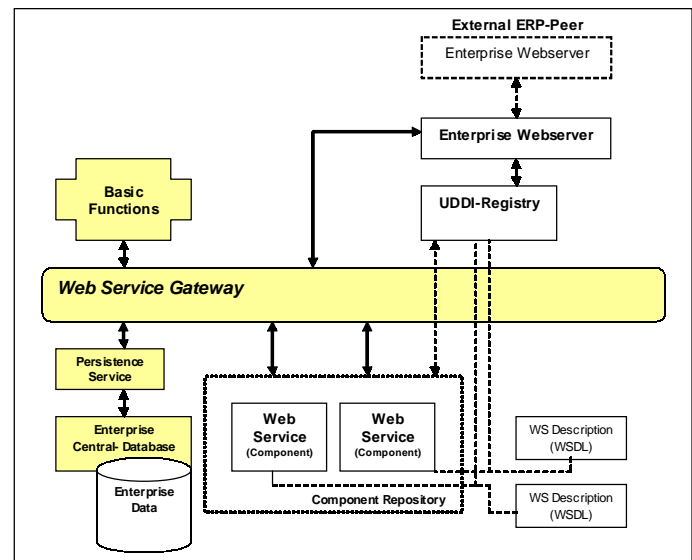 External ERP-Peer
Enterprise Webserver
Enterprise Webserver
Basic
Functions
UDDI-Registry
Web Service Gateway
Persistence
Service
Enterprise
Central- Database
Enterprise
Data
Web
Service
(Component)
Web
Service
(Component)
Component Repository
WS Description
(WSDL)
WS Description
(WSDL)